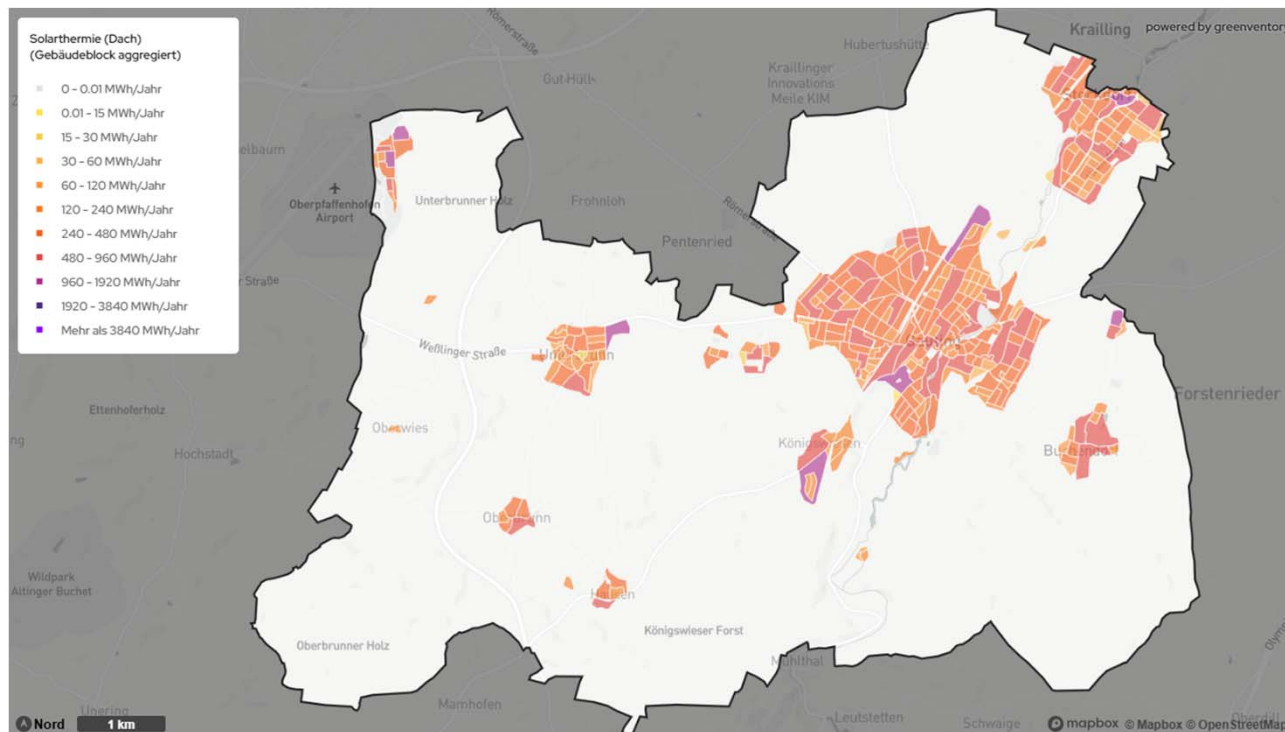 Solarthermie (Dach)
(Gebäudeblock aggregiert)
0 - 0.01 MWh/Jahr
0.01 - 15 MWh/Jahr
15 - 30 MWh/Jahr
30 - 60 MWh/Jahr
60 - 120 MWh/Jahr
120 - 240 MWh/Jahr
240 - 480 MWh/Jahr
480 - 960 MWh/Jahr
960 - 1920 MWh/Jahr
1920 - 3840 MWh/Jahr
Mehr als 3840 MWh/Jahr
powered by greenventory
Krailling
Römerstraße
Hubertushütte
Gut-Hüll
Kraillinger
Innovations
Meile KIM
Oberpfaffenhofen
Airport
Unterbrunner Holz
Frohnloh
Römerstraße
Pentenried
Weßlinger Straße
Forstenrieder
Ettenhoferholz
Oberwies
Hochstadt
Wildpark
Oberbrunner Holz
Königswieser Forst
Mühlthal
Unering
Mamhofen
Leutstetten
Schwaige
Nord
1 km
mapbox © Mapbox © OpenStreetMap